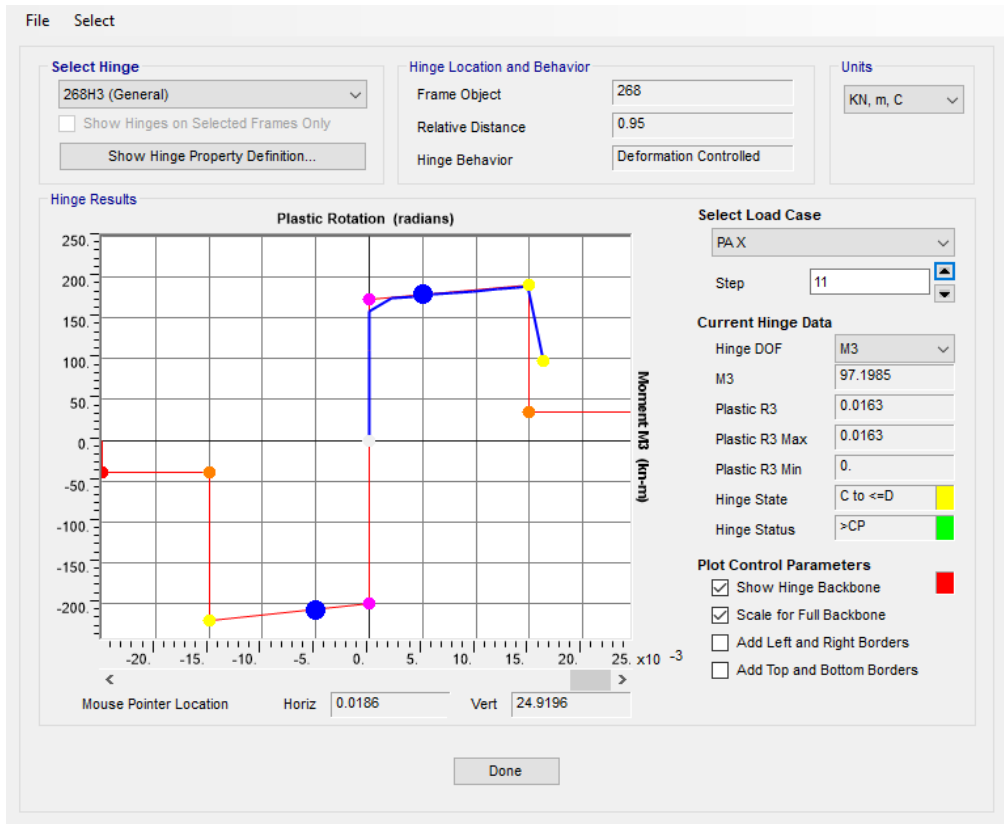 File Select
Select Hinge
268H3 (General)
Show Hinges on Selected Frames Only
Show Hinge Property Definition...
Hinge Location and Behavior
Frame Object 268
Relative Distance 0.95
Hinge Behavior Deformation Controlled
Units
KN, m, C
Hinge Results
Plastic Rotation (radians)
250.
200.
150.
100.
50.
0.
-50.
-100.
-150.
-200.
-20. -15. -10. -5. 0. 5. 10. 15. 20. 25. x10 -3
Moment M3 (kn-m)
Mouse Pointer Location Horiz 0.0186 Vert 24.9196
Select Load Case
PA X
Step 11
Current Hinge Data
Hinge DOF M3
M3 97.1985
Plastic R3 0.0163
Plastic R3 Max 0.0163
Plastic R3 Min 0.
Hinge State C to <=D
Hinge Status >CP
Plot Control Parameters
Show Hinge Backbone
Scale for Full Backbone
Add Left and Right Borders
Add Top and Bottom Borders
Done